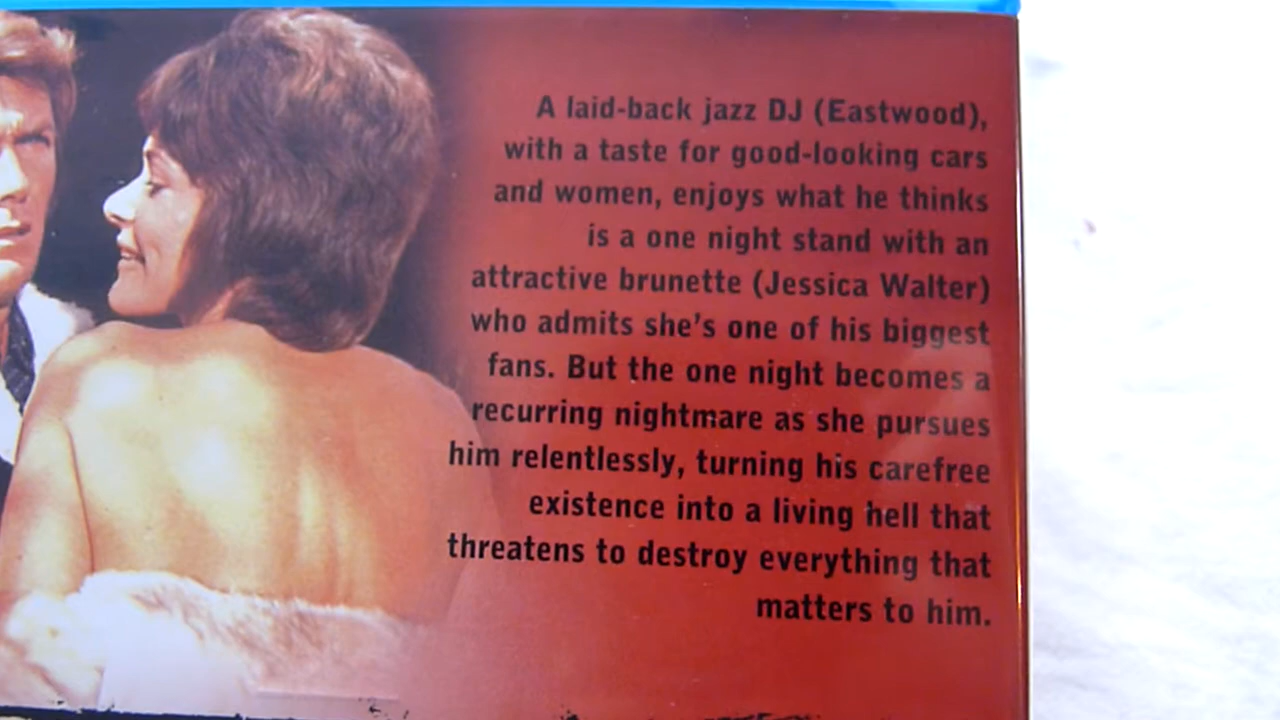 A laid-back jazz DJ (Eastwood),
with a taste for good-looking cars
and women, enjoys what he thinks
is a one night stand with an
attractive brunette (Jessica Walter)
who admits she's one of his biggest
fans. But the one night becomes a
recurring nightmare as she pursues
him relentlessly, turning his carefree
existence into a living hell that
threatens to destroy everything that
matters to him.